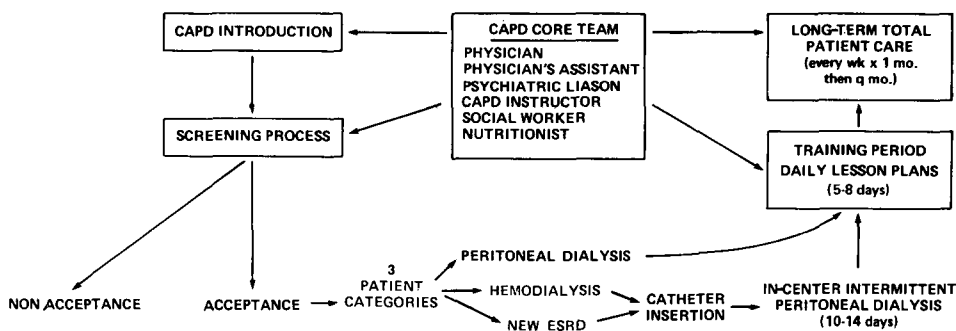 CAPD INTRODUCTION
CAPD CORE TEAM
PHYSICIAN
PHYSICIAN'S ASSISTANT
PSYCHIATRIC LIASON
CAPD INSTRUCTOR
SOCIAL WORKER
NUTRITIONIST
LONG-TERM TOTAL
PATIENT CARE
(every wk x 1 mo.
then q mo.)
SCREENING PROCESS
TRAINING PERIOD
DAILY LESSON PLANS
(5-8 days)
NON ACCEPTANCE
ACCEPTANCE
3
PATIENT
CATEGORIES
PERITONEAL DIALYSIS
HEMODIALYSIS
NEW ESRD
CATHETER
INSERTION
IN-CENTER INTERMITTENT
PERITONEAL DIALYSIS
(10-14 days)